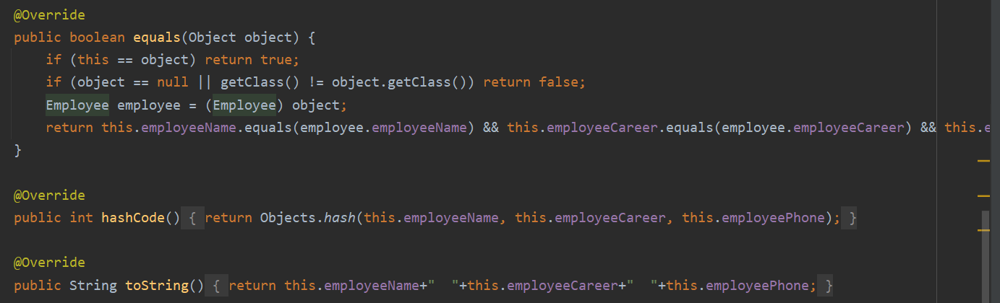 @Override
public boolean equals(Object object) {
if (this == object) return true;
if (object == null || getClass() != object.getClass()) return false;
Employee employee = (Employee) object;
return this.employeeName.equals(employee.employeeName) && this.employeeCareer.equals(employee.employeeCareer) && this.e
}
@Override
public int hashCode() { return Objects.hash(this.employeeName, this.employeeCareer, this.employeePhone); }
@Override
public String toString() { return this.employeeName+"  "+this.employeeCareer+"  "+this.employeePhone; }